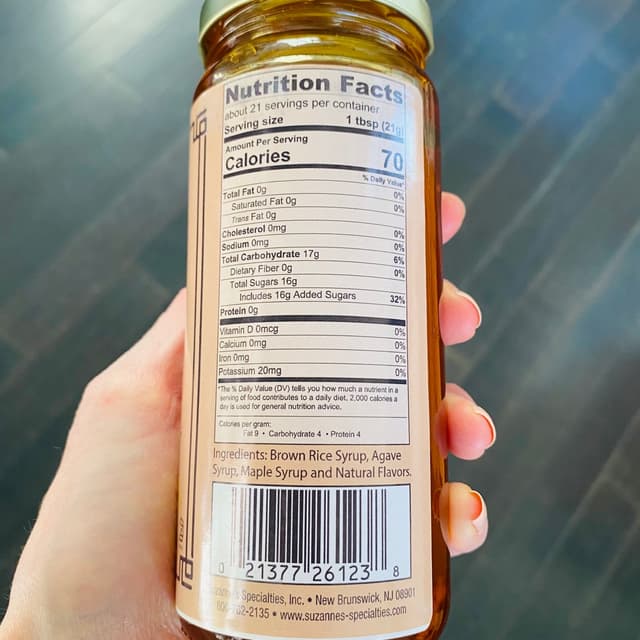 Nutrition Facts
about 21 servings per container
Serving size 1 tbsp (21g)
Amount Per Serving
Calories 70
% Daily Value*
Total Fat 0g 0%
Saturated Fat 0g 0%
Trans Fat 0g
Cholesterol 0mg 0%
Sodium 0mg 0%
Total Carbohydrate 17g 6%
Dietary Fiber 0g 0%
Total Sugars 16g
Includes 16g Added Sugars 32%
Protein 0g
Vitamin D 0mcg 0%
Calcium 0mg 0%
Iron 0mg 0%
Potassium 20mg 0%
*The % Daily Value (DV) tells you how much a nutrient in a
serving of food contributes to a daily diet. 2,000 calories a
day is used for general nutrition advice.
Calories per gram:
Fat 9 • Carbohydrate 4 • Protein 4
Ingredients: Brown Rice Syrup, Agave
Syrup, Maple Syrup and Natural Flavors.
0 21377 26123 8
Specialties, Inc. • New Brunswick, NJ 08901
2135 • www.suzannes-specialties.com